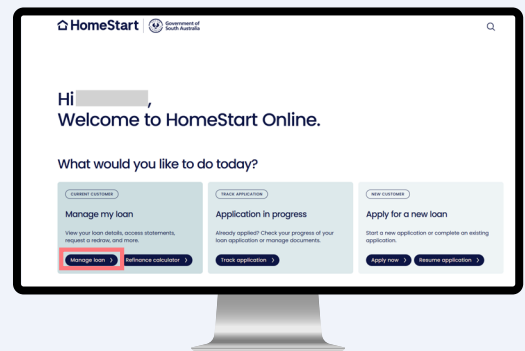 HomeStart
Government of
South Australia
Hi ,
Welcome to HomeStart Online.
What would you like to do today?
CURRENT CUSTOMER
Manage my loan
View your loan details, access statements,
request a redraw, and more.
Manage loan
Refinance calculator
TRACK APPLICATION
Application in progress
Already applied? Check your progress of your
loan application or manage documents.
Track application
NEW CUSTOMER
Apply for a new loan
Start a new application or complete an existing
application.
Apply now
Resume application